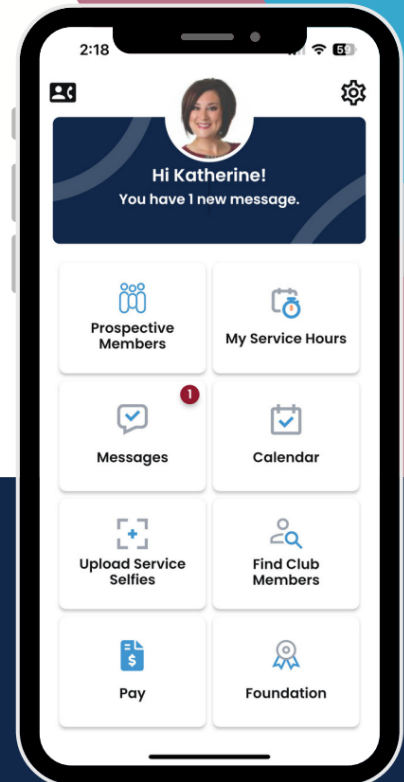 2:18
59
Hi Katherine!
You have 1 new message.
Prospective
Members
My Service Hours
1
Messages
Calendar
Upload Service
Selfies
Find Club
Members
$
Pay
Foundation